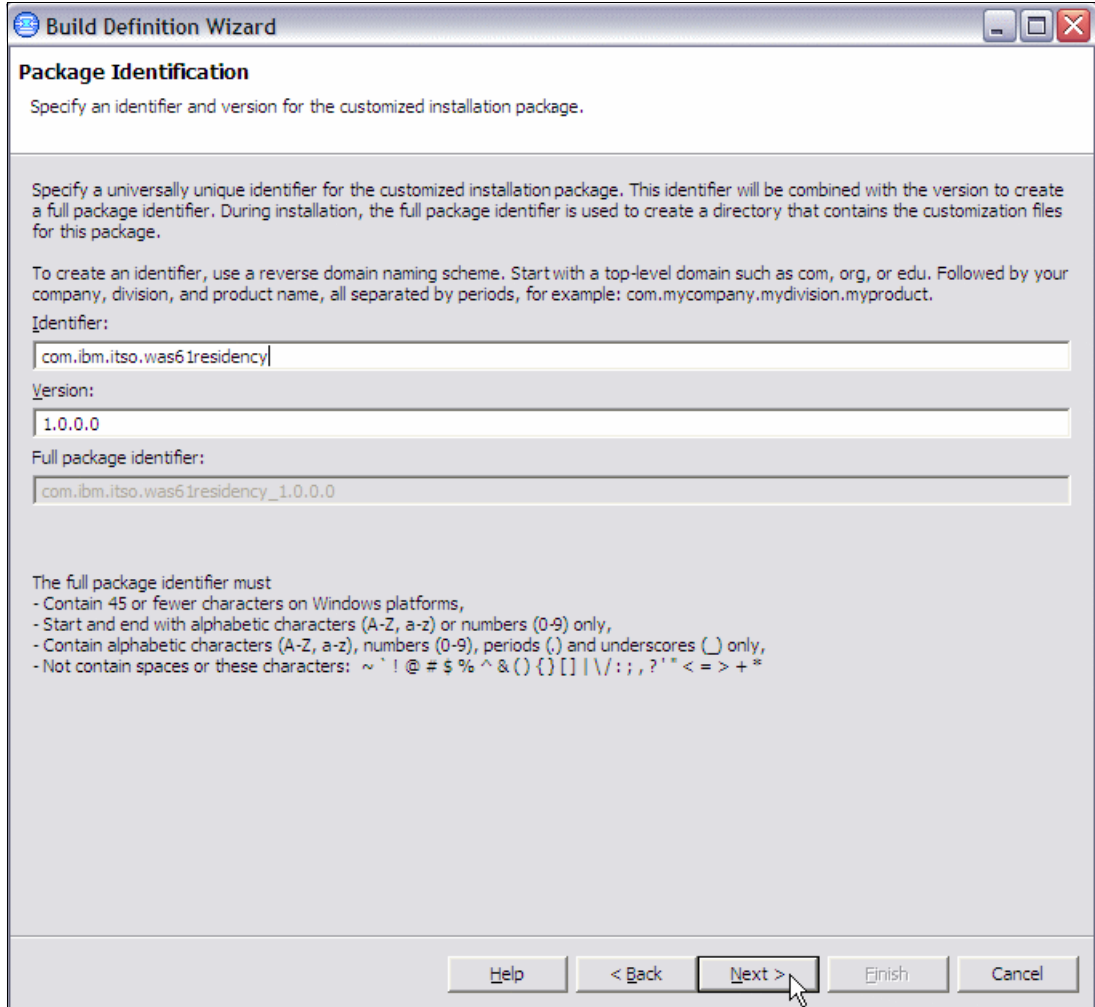 Build Definition Wizard
Package Identification
Specify an identifier and version for the customized installation package.
Specify a universally unique identifier for the customized installation package. This identifier will be combined with the version to create
a full package identifier. During installation, the full package identifier is used to create a directory that contains the customization files
for this package.
To create an identifier, use a reverse domain naming scheme. Start with a top-level domain such as com, org, or edu. Followed by your
company, division, and product name, all separated by periods, for example: com.mycompany.mydivision.myproduct.
Identifier:
com.ibm.itso.was61residency
Version:
1.0.0.0
Full package identifier:
com.ibm.itso.was61residency_1.0.0.0
The full package identifier must
- Contain 45 or fewer characters on Windows platforms,
- Start and end with alphabetic characters (A-Z, a-z) or numbers (0-9) only,
- Contain alphabetic characters (A-Z, a-z), numbers (0-9), periods (.) and underscores (_) only,
- Not contain spaces or these characters: ~ ` ! @ # $ % ^ & ( ) { } [ ] | \ / : ; , ? ' " < = > + *
Help < Back Next > Finish Cancel